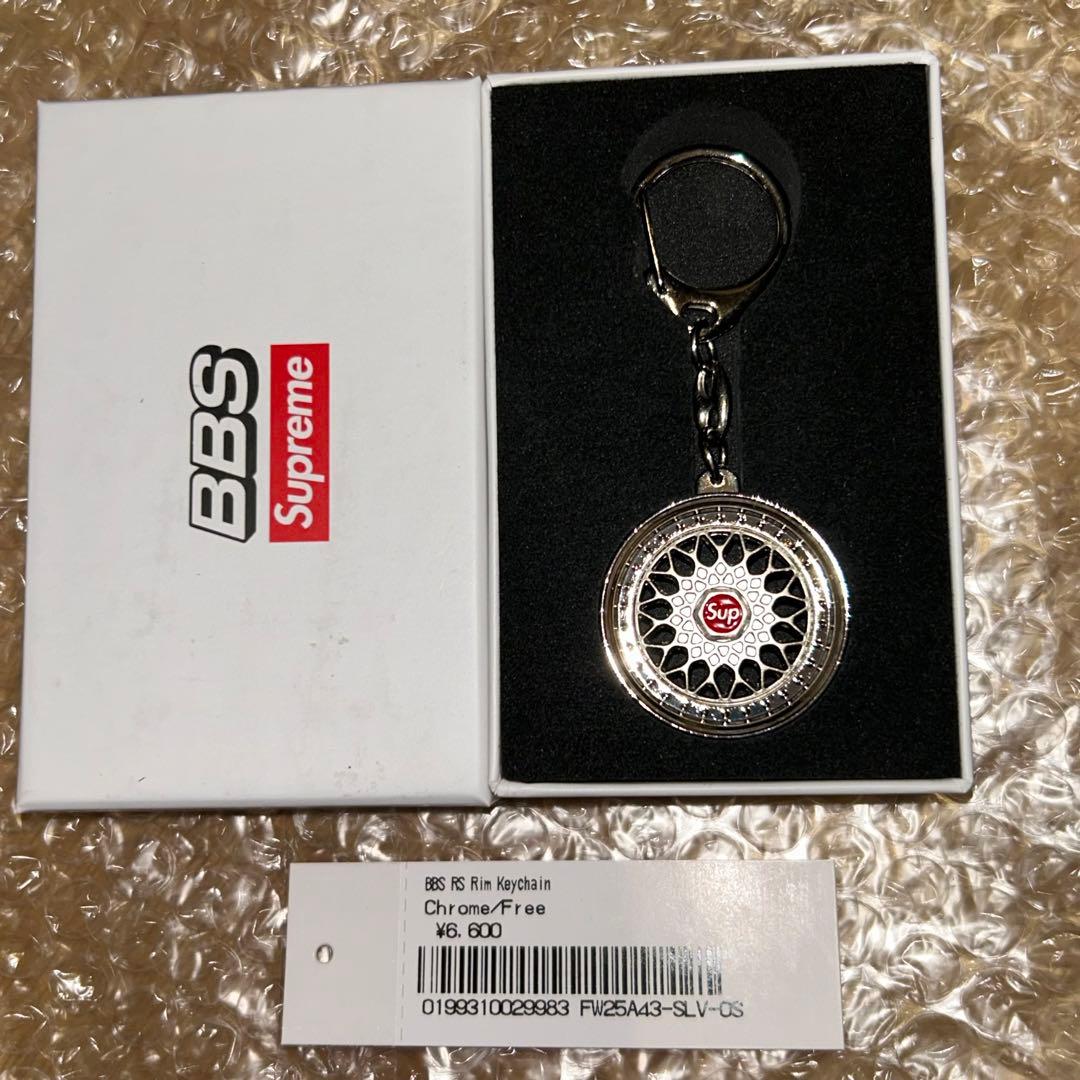 BBS
Supreme
Sup
BBS RS Rim Keychain
Chrome/Free
¥6,600
0199310029983 FW25A43-SLV-OS